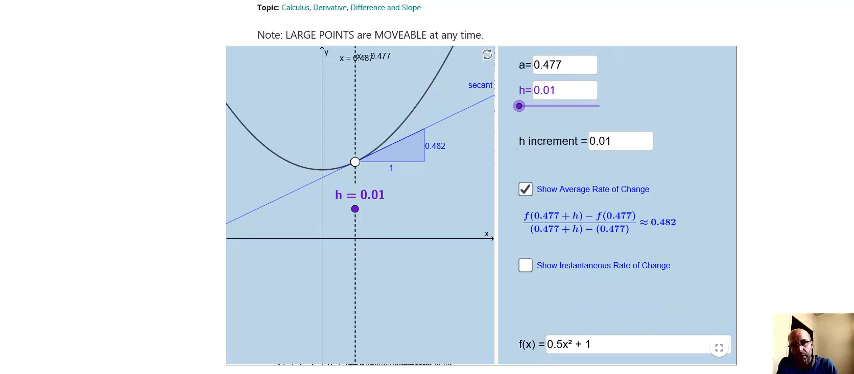 Topic: Calculus, Derivative, Difference and Slope
Note: LARGE POINTS are MOVEABLE at any time.
y
x = 0.477
secant
0.482
1
h = 0.01
x
a= 0.477
h= 0.01
h increment = 0.01
Show Average Rate of Change
f(0.477 + h) − f(0.477)
(0.477 + h) − (0.477)
≈ 0.482
Show Instantaneous Rate of Change
f(x) = 0.5x² + 1